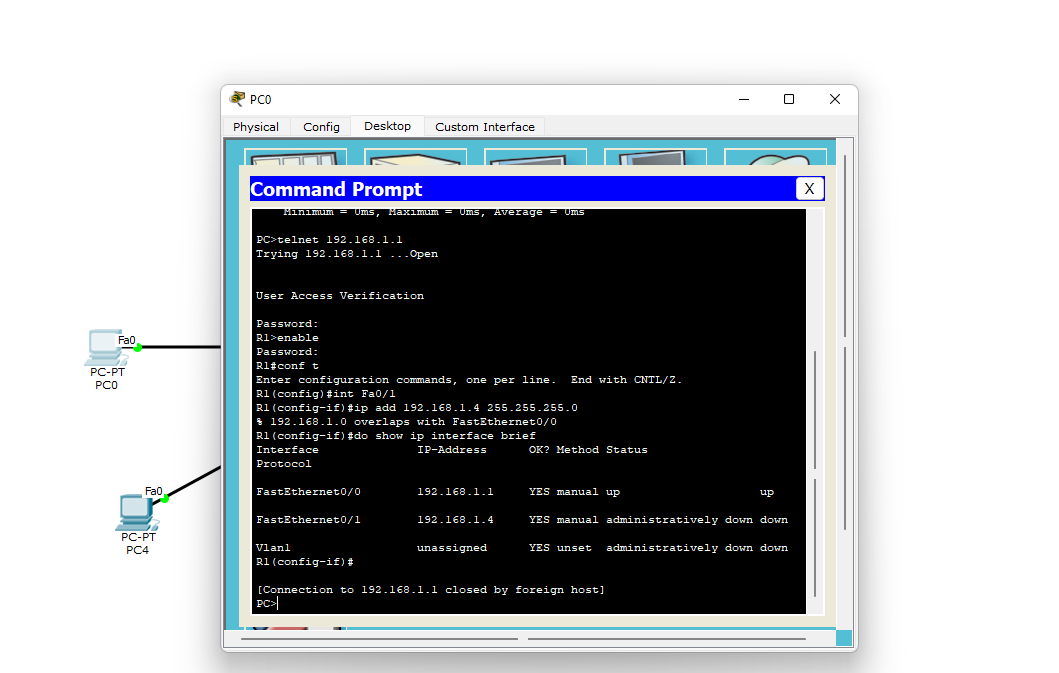 PC0
Physical Config Desktop Custom Interface
Command Prompt X
Minimum = 0ms, Maximum = 0ms, Average = 0ms
PC>telnet 192.168.1.1
Trying 192.168.1.1 ...Open
User Access Verification
Password:
R1>enable
Password:
R1#conf t
Enter configuration commands, one per line.  End with CNTL/Z.
R1(config)#int Fa0/1
R1(config-if)#ip add 192.168.1.4 255.255.255.0
% 192.168.1.0 overlaps with FastEthernet0/0
R1(config-if)#do show ip interface brief
Interface              IP-Address      OK? Method Status
Protocol
FastEthernet0/0        192.168.1.1     YES manual up                    up
FastEthernet0/1        192.168.1.4     YES manual administratively down down
Vlan1                  unassigned      YES unset  administratively down down
R1(config-if)#
[Connection to 192.168.1.1 closed by foreign host]
PC>
Fa0
PC-PT
PC0
Fa0
PC-PT
PC4